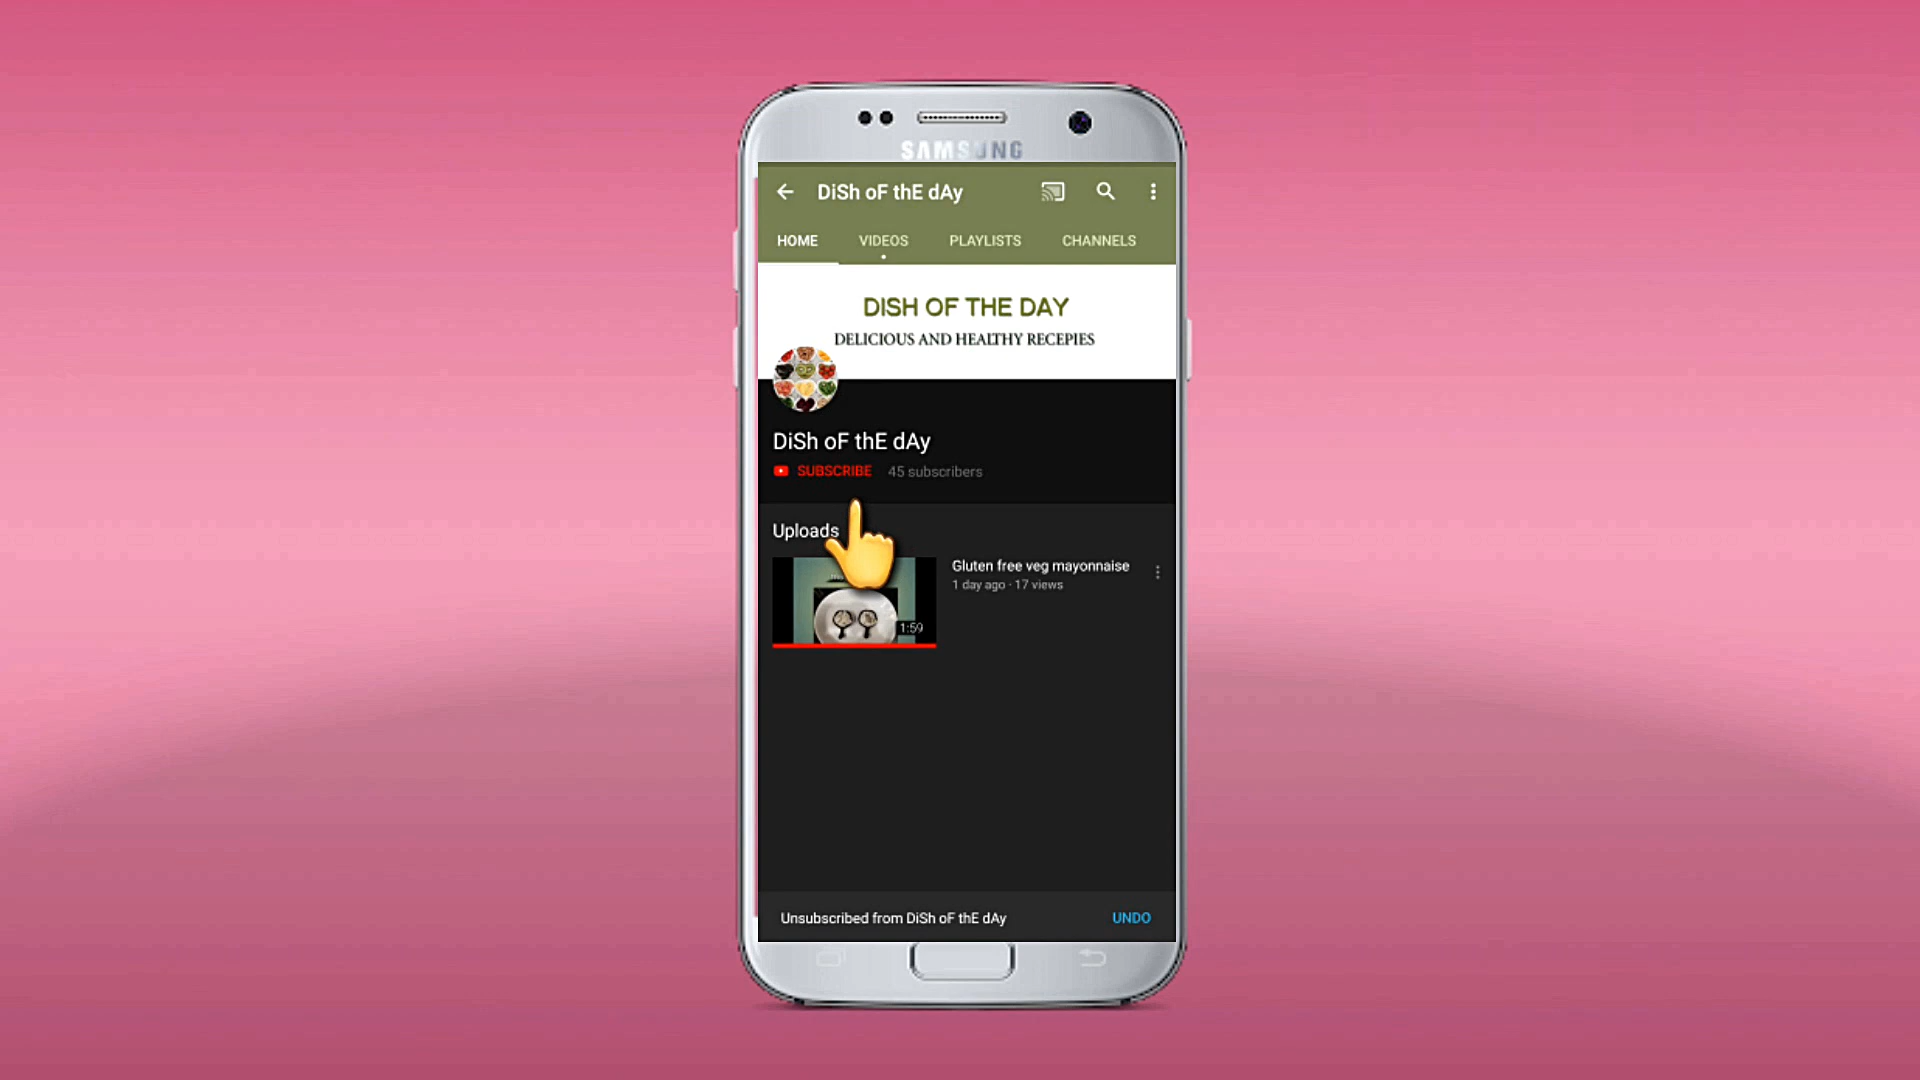 SAMSUNG
DiSh oF thE dAy
HOME VIDEOS PLAYLISTS CHANNELS
DISH OF THE DAY
DELICIOUS AND HEALTHY RECEPIES
DiSh oF thE dAy
SUBSCRIBE 45 subscribers
Uploads
Gluten free veg mayonnaise
1 day ago · 17 views
1:59
Unsubscribed from DiSh oF thE dAy UNDO